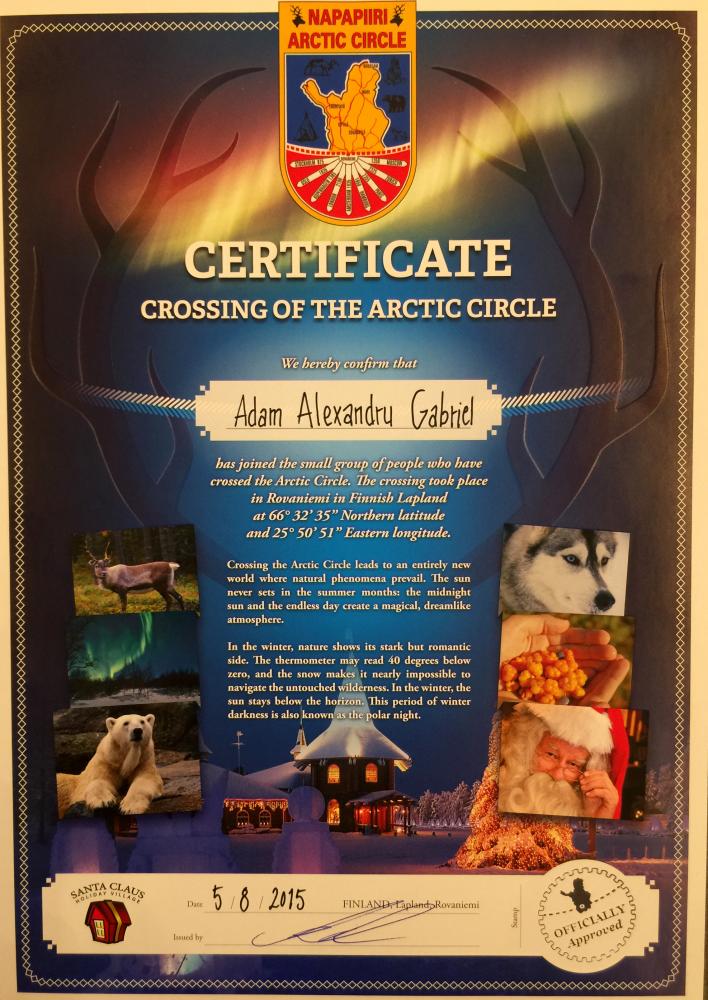 NAPAPIIRI
ARCTIC CIRCLE
CERTIFICATE
CROSSING OF THE ARCTIC CIRCLE
We hereby confirm that
Adam Alexandru Gabriel
has joined the small group of people who have
crossed the Arctic Circle. The crossing took place
in Rovaniemi in Finnish Lapland
at 66° 32’ 35” Northern latitude
and 25° 50’ 51” Eastern longitude.
Crossing the Arctic Circle leads to an entirely new
world where natural phenomena prevail. The sun
never sets in the summer months: the midnight
sun and the endless day create a magical, dreamlike
atmosphere.
In the winter, nature shows its stark but romantic
side. The thermometer may read 40 degrees below
zero, and the snow makes it nearly impossible to
navigate the untouched wilderness. In the winter, the
sun stays below the horizon. This period of winter
darkness is also known as the polar night.
SANTA CLAUS
HOLIDAY VILLAGE
Date 5 / 8 / 2015 FINLAND, Lapland, Rovaniemi
Issued by
Stamp
OFFICIALLY
Approved